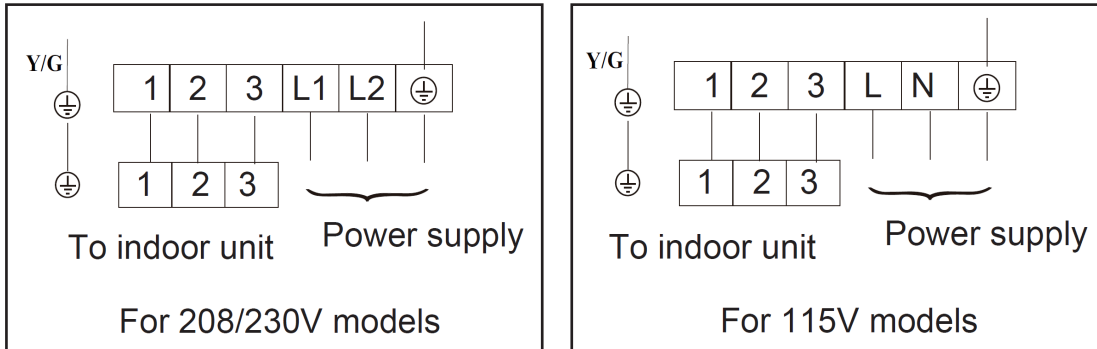 Y/G
1 2 3 L1 L2
1 2 3
To indoor unit
Power supply
For 208/230V models
Y/G
1 2 3 L N
1 2 3
To indoor unit
Power supply
For 115V models